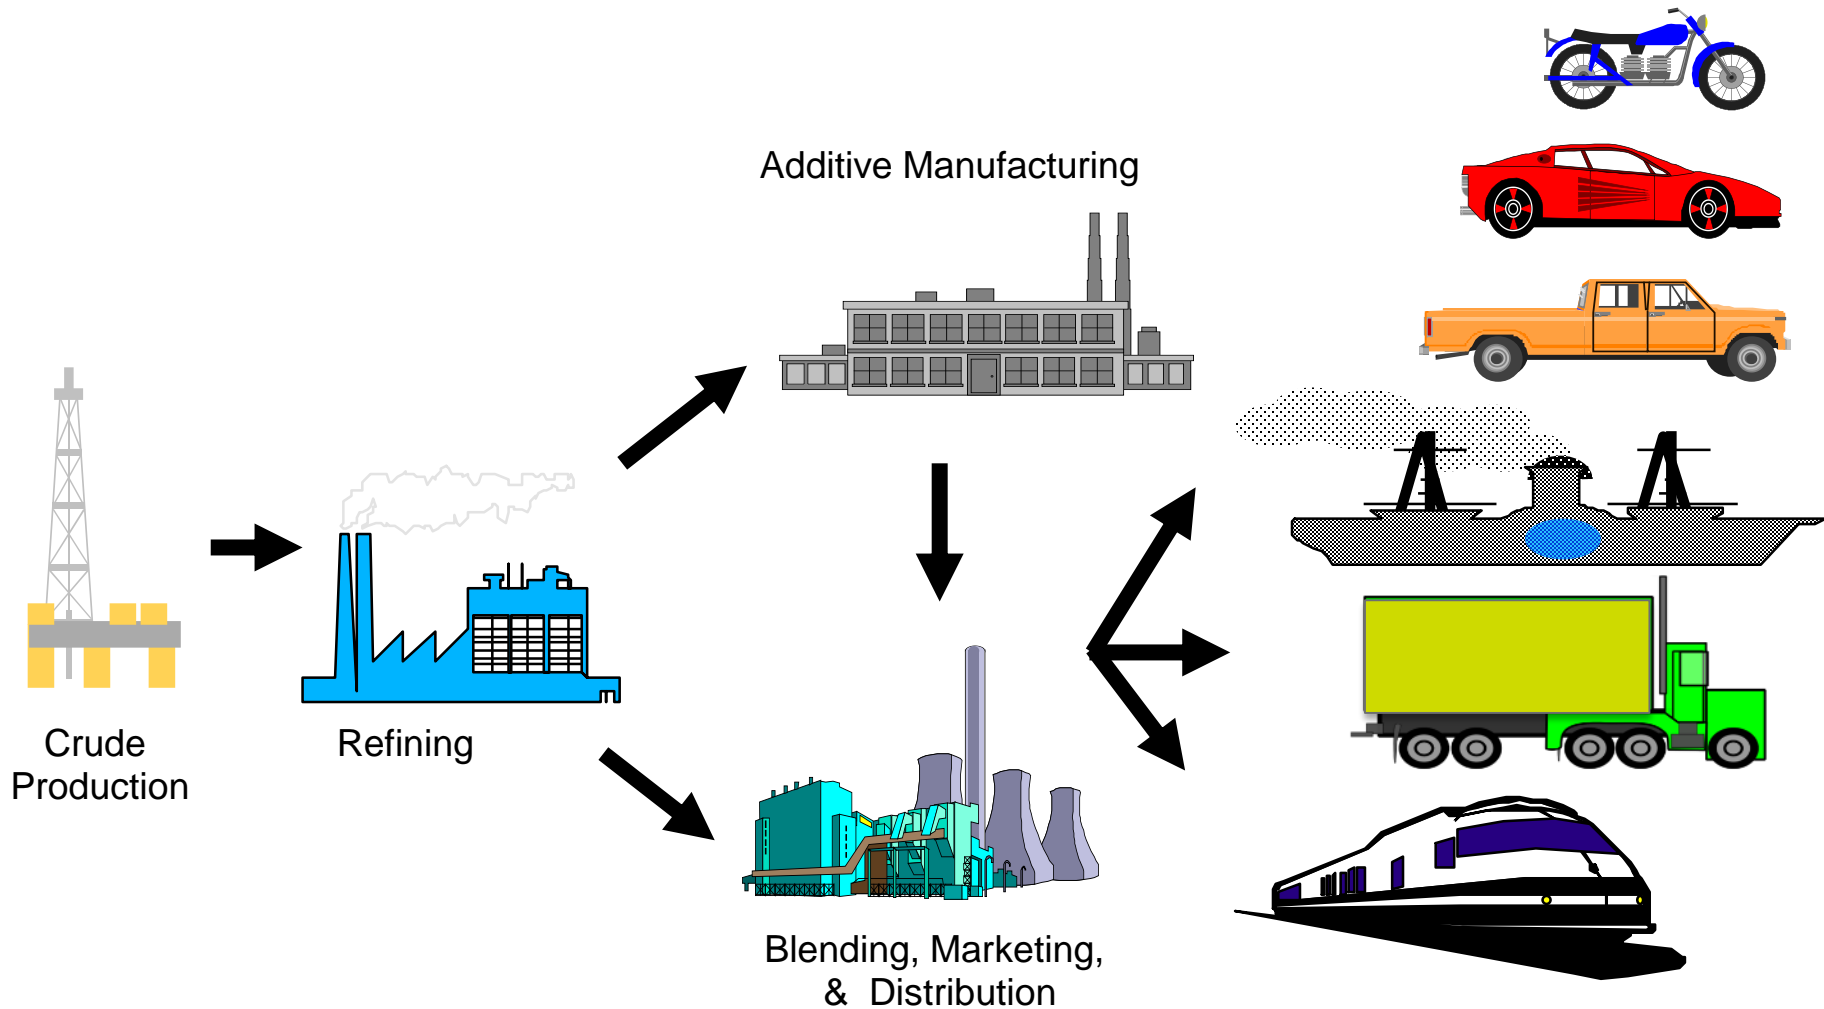 Additive Manufacturing
Crude
Production
Refining
Blending, Marketing,
& Distribution